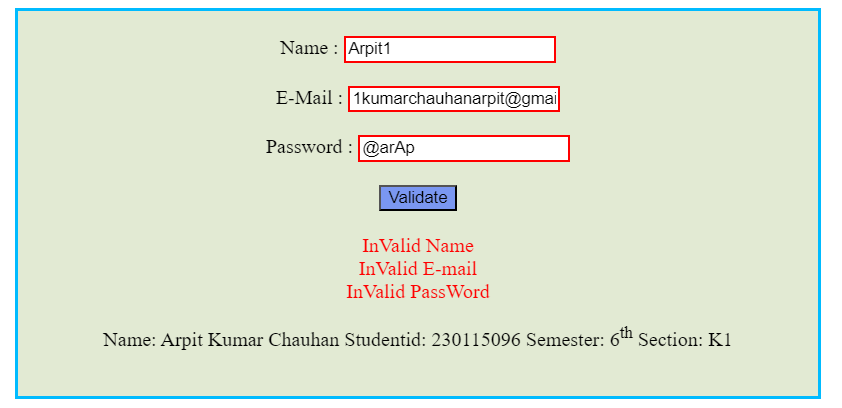 Name : Arpit1
E-Mail : 1kumarchauhanarpit@gmai
Password : @arAp
Validate
InValid Name
InValid E-mail
InValid PassWord
Name: Arpit Kumar Chauhan Studentid: 230115096 Semester: 6th Section: K1